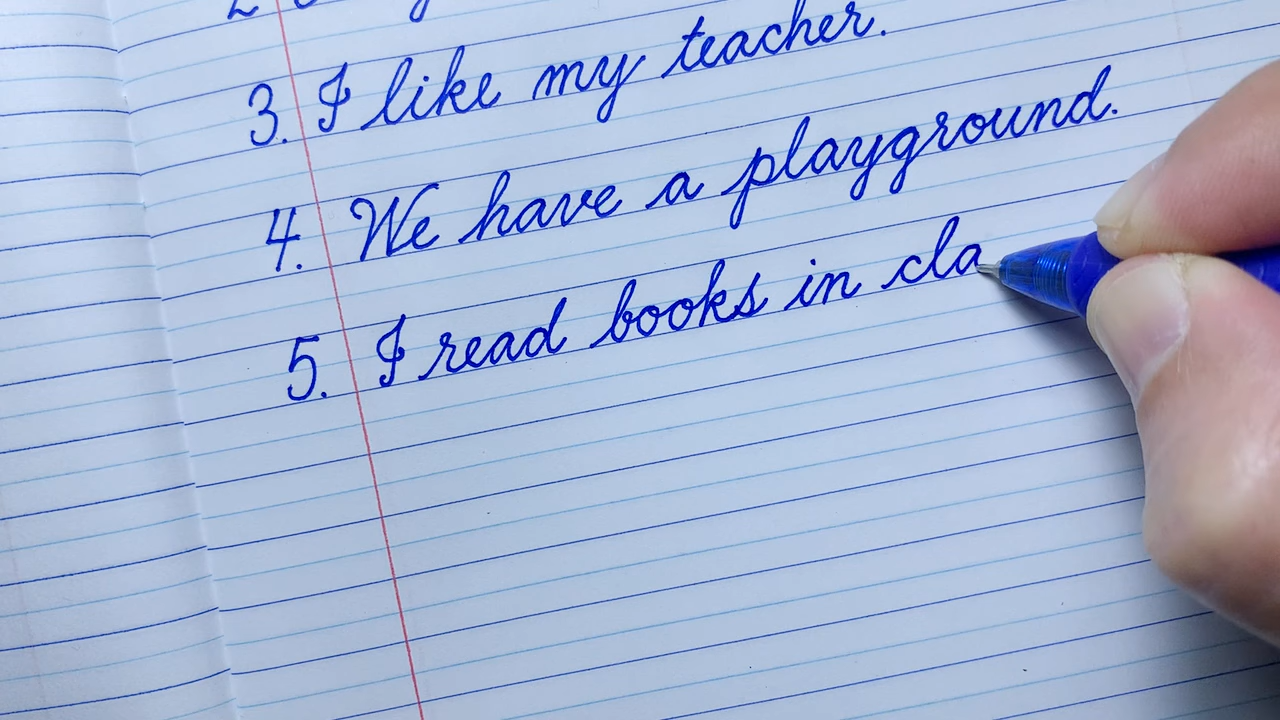 3. I like my teacher.
4. We have a playground.
5. I read books in cla